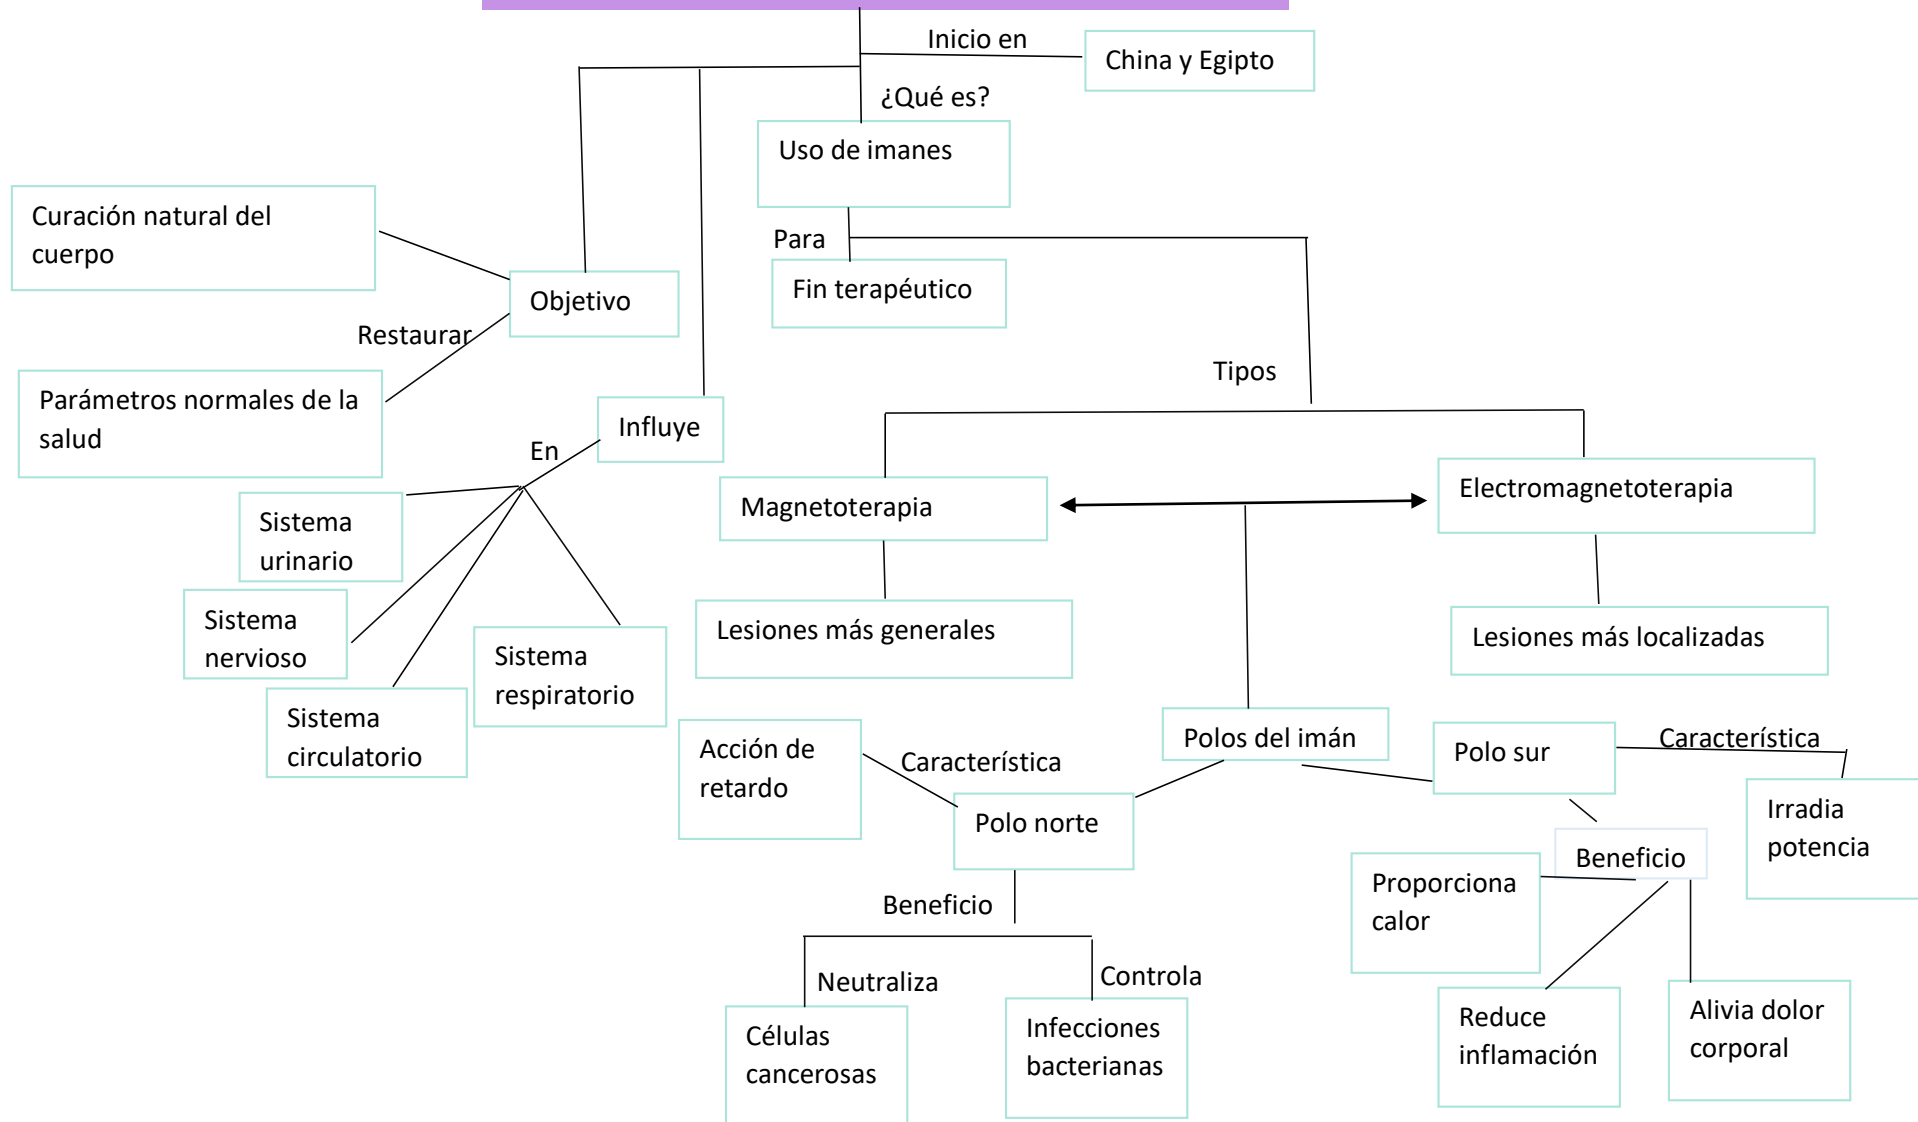 Inicio en
China y Egipto
¿Qué es?
Uso de imanes
Curación natural del
cuerpo
Para
Fin terapéutico
Objetivo
Restaurar
Parámetros normales de la
salud
Tipos
Influye
En
Magnetoterapia
Electromagnetoterapia
Sistema
urinario
Sistema
nervioso
Sistema
circulatorio
Sistema
respiratorio
Lesiones más generales
Lesiones más localizadas
Polos del imán
Acción de
retardo
Característica
Polo norte
Polo sur
Característica
Irradia
potencia
Beneficio
Proporciona
calor
Reduce
inflamación
Alivia dolor
corporal
Beneficio
Neutraliza
Controla
Células
cancerosas
Infecciones
bacterianas